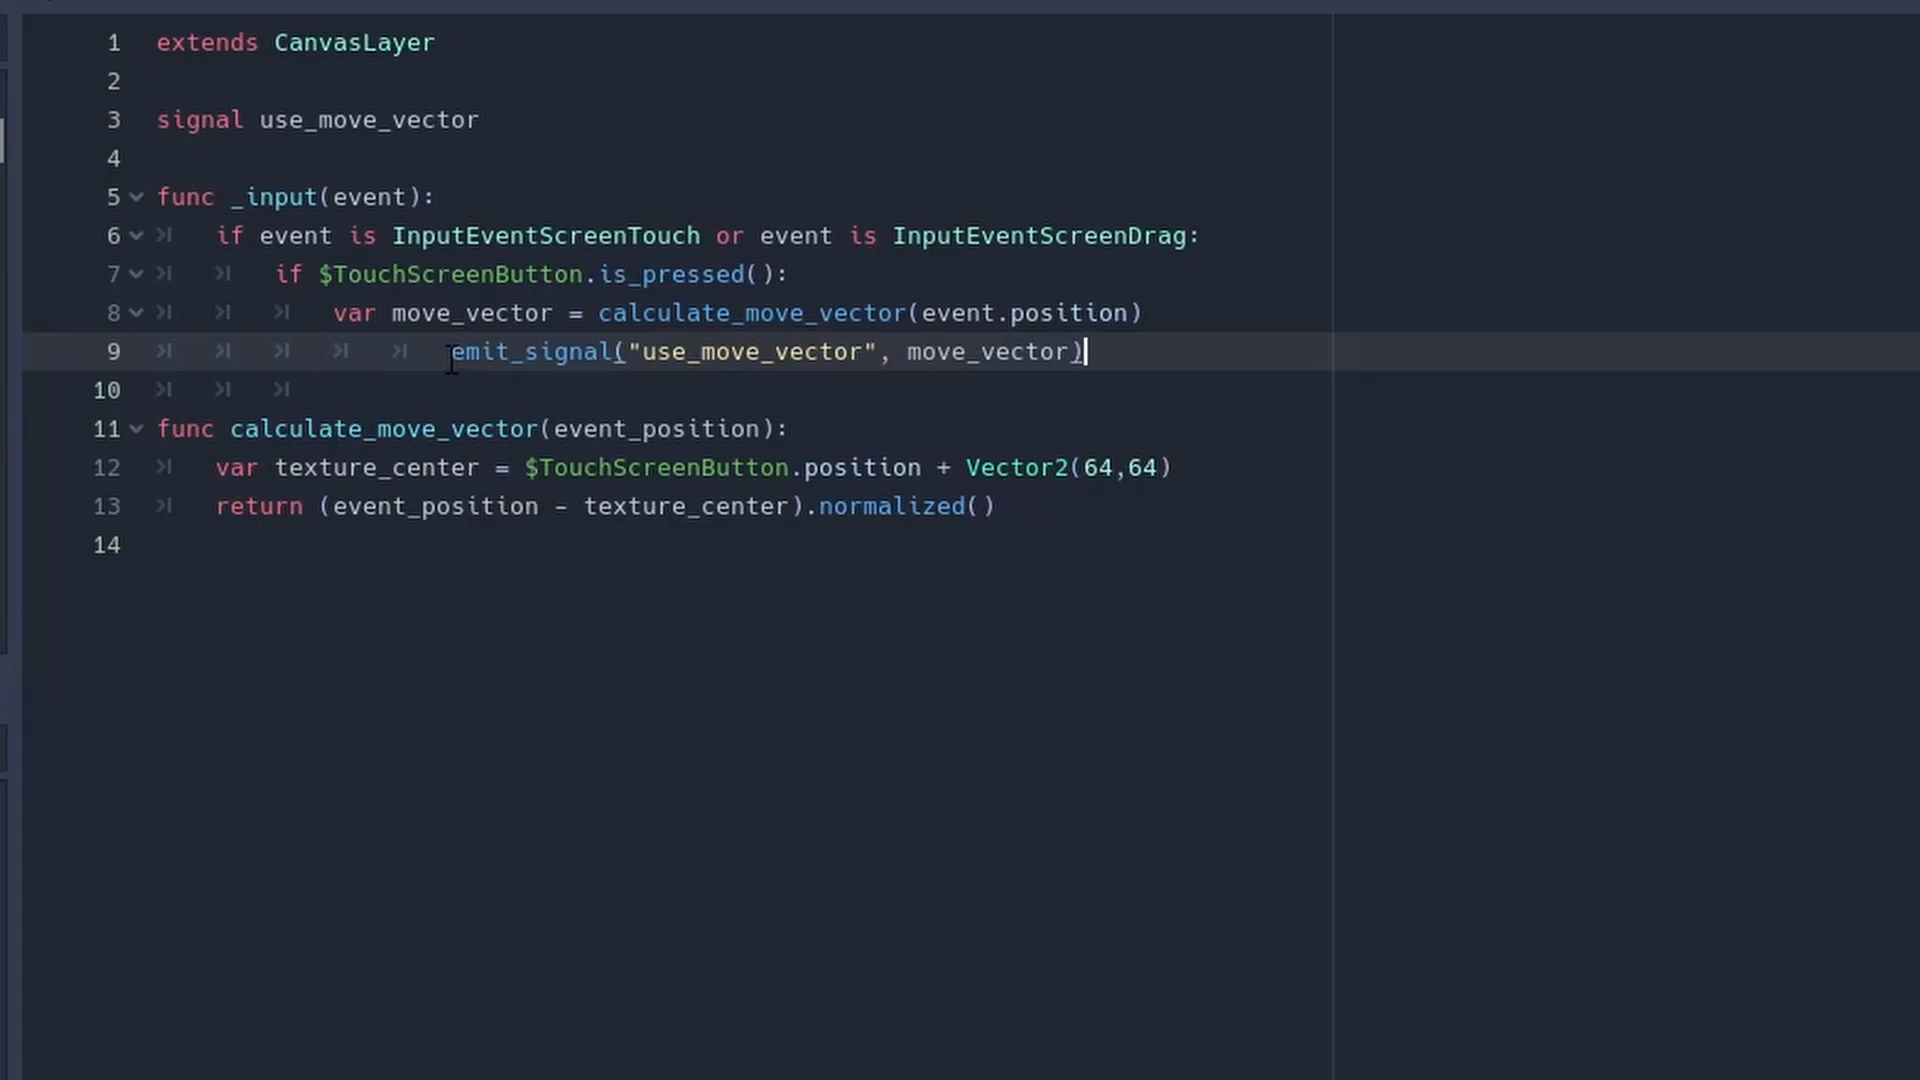 1 extends CanvasLayer
2
3 signal use_move_vector
4
5 func _input(event):
6 if event is InputEventScreenTouch or event is InputEventScreenDrag:
7 if $TouchScreenButton.is_pressed():
8 var move_vector = calculate_move_vector(event.position)
9 emit_signal("use_move_vector", move_vector)
10
11 func calculate_move_vector(event_position):
12 var texture_center = $TouchScreenButton.position + Vector2(64,64)
13 return (event_position - texture_center).normalized()
14